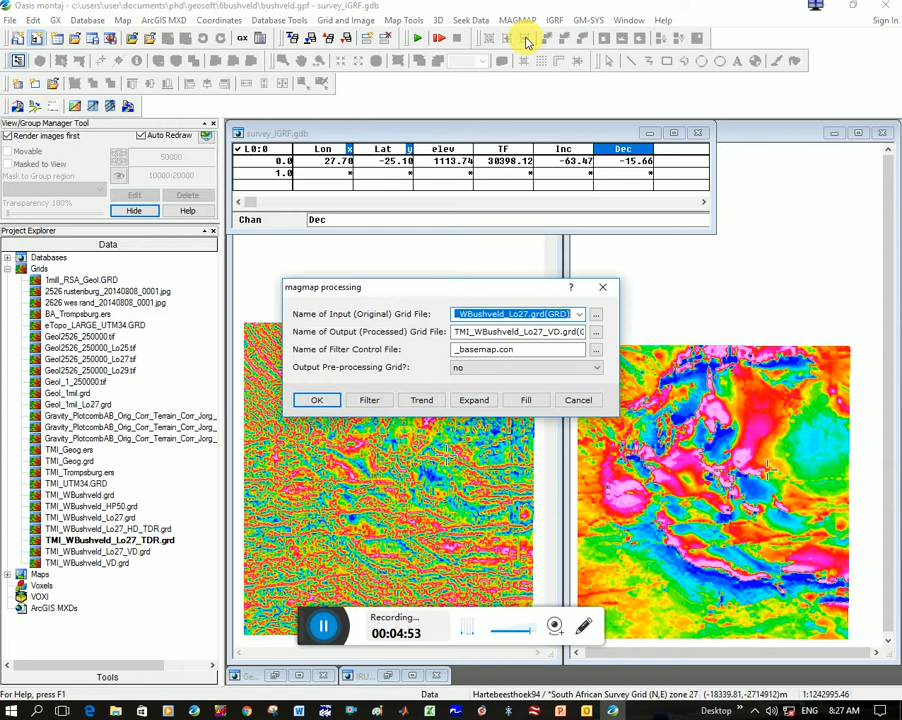 Oasis montaj - c:\users\user\documents\phd\geosoft\6bushveld\bushveld.gpf - survey_IGRF.gdb
Edit GX Database Map ArcGIS MXD Coordinates Database Tools Grid and Image Map Tools 3D Seek Data MAGMAP IGRF GM-SYS Window Help
Sign In
GX
View/Group Manager Tool
Render images first Auto Redraw
Movable
Masked to View
50000
Mask to Group region
10000:20000
Edit Delete
Transparency 100%
Hide Help
Project Explorer
Data
Databases
Grids
1mill_RSA_Geol.GRD
2526 rustenburg_20140808_0001.jpg
2626 wes rand_20140808_0001.jpg
BA_Trompsburg.ers
eTopo_LARGE_UTM34.GRD
Geol2526_250000_Lo25.tif
Geol2526_250000_Lo27.tif
Geol2526_250000_Lo29.tif
Geol_1_250000.tif
Geol_1mil.grd
Geol_1mil_Lo27.grd
Gravity_PlotcombAB_Orig_Corr_Terrain_Corr_Jorg_
Gravity_PlotcombAB_Orig_Corr_Terrain_Corr_Jorg_
Gravity_PlotcombAB_Orig_Corr_Terrain_Corr_Jorg_
TMI_Geog.ers
TMI_Geog.grd
TMI_Trompsburg.ers
TMI_UTM34.GRD
TMI_WBushveld.grd
TMI_WBushveld_HP50.grd
TMI_WBushveld_Lo27.grd
TMI_WBushveld_Lo27_HD_TDR.grd
TMI_WBushveld_Lo27_TDR.grd
TMI_WBushveld_Lo27_VD.grd
TMI_WBushveld_VD.grd
Maps
Voxels
VOXI
ArcGIS MXDs
Tools
survey_IGRF.gdb
L0:0 Lon x Lat y elev TF Inc Dec
0.0 27.70 -25.10 1113.74 30398.12 -63.47 -15.66
1.0 * * * * * *
Chan Dec
magmap processing
?
Name of Input (Original) Grid File: _WBushveld_Lo27.grd(GRD) ...
Name of Output (Processed) Grid File: TMI_WBushveld_Lo27_VD.grd(G ...
Name of Filter Control File: _basemap.con ...
Output Pre-processing Grid?: no
OK Filter Trend Expand Fill Cancel
Recording...
00:04:53
Ge... IRU...
For Help, press F1
Data Hartebeesthoek94 / *South African Survey Grid (N,E) zone 27 (-18339.01, -2714912)m 1:1242995.46
Desktop ENG 8:27 AM